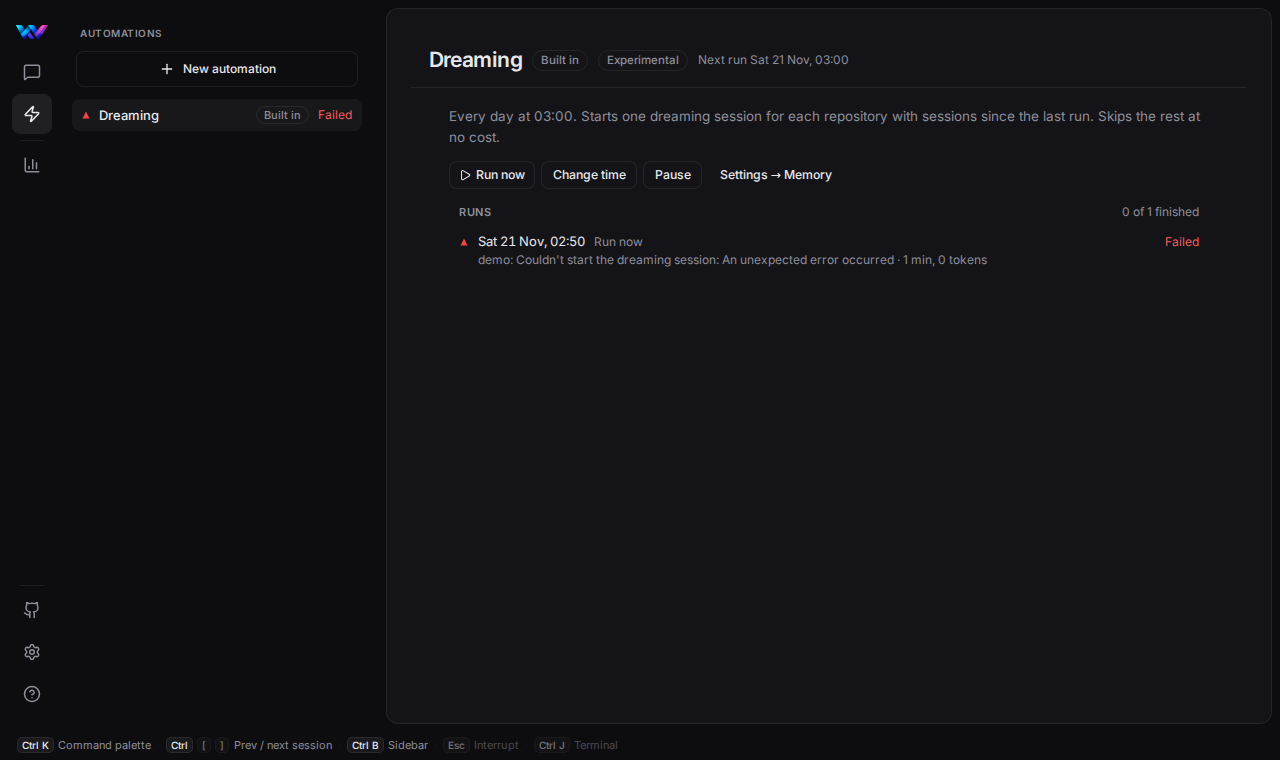 AUTOMATIONS
New automation
Dreaming Built in Failed
Dreaming Built in Experimental Next run Sat 21 Nov, 03:00
Every day at 03:00. Starts one dreaming session for each repository with sessions since the last run. Skips the rest at
no cost.
Run now Change time Pause Settings → Memory
RUNS 0 of 1 finished
Sat 21 Nov, 02:50 Run now Failed
demo: Couldn't start the dreaming session: An unexpected error occurred · 1 min, 0 tokens
Ctrl K Command palette Ctrl [ ] Prev / next session Ctrl B Sidebar Esc Interrupt Ctrl J Terminal